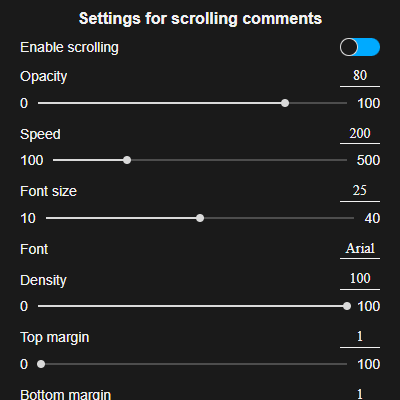 Settings for scrolling comments
Enable scrolling
Opacity 80
0 100
Speed 200
100 500
Font size 25
10 40
Font Arial
Density 100
0 100
Top margin 1
0 100
Bottom margin 1